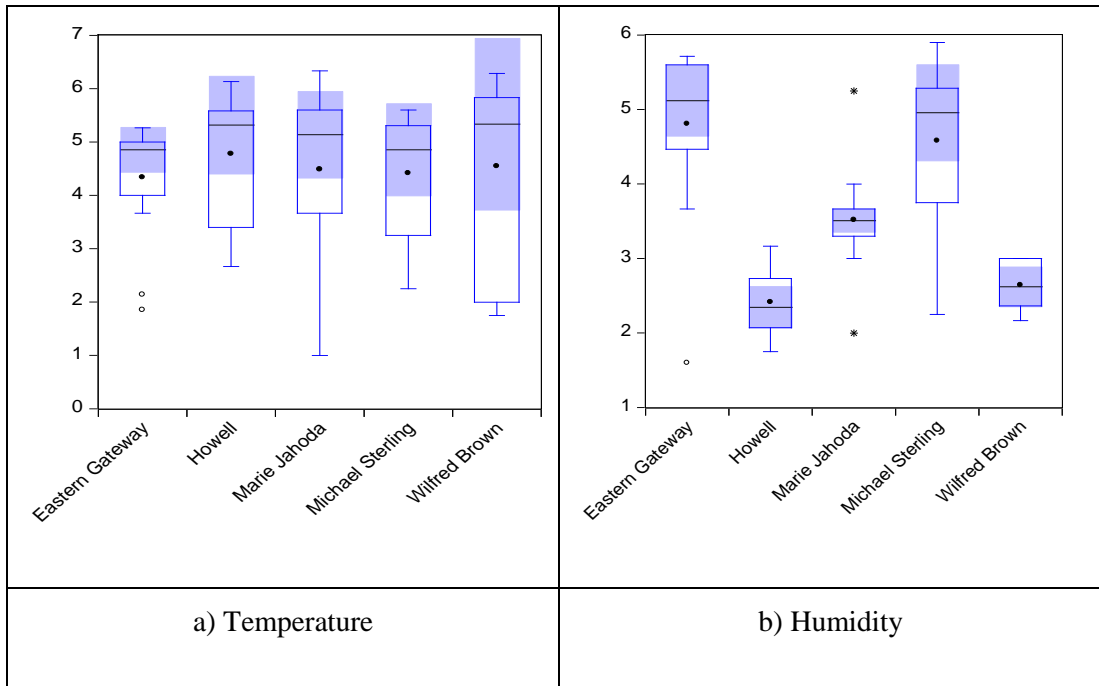 7
6
5
4
3
2
1
0
Eastern Gateway
Howell
Marie Jahoda
Michael Sterling
Wilfred Brown
6
5
4
3
2
1
Eastern Gateway
Howell
Marie Jahoda
Michael Sterling
Wilfred Brown
a) Temperature
b) Humidity